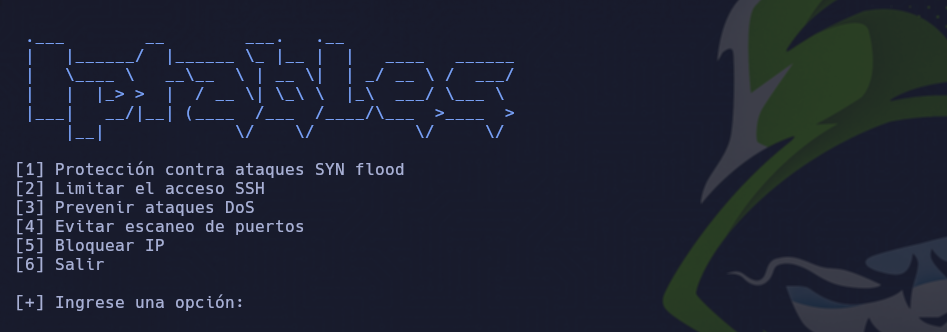 Iptables
[1] Protección contra ataques SYN flood
[2] Limitar el acceso SSH
[3] Prevenir ataques DoS
[4] Evitar escaneo de puertos
[5] Bloquear IP
[6] Salir
[+] Ingrese una opción: